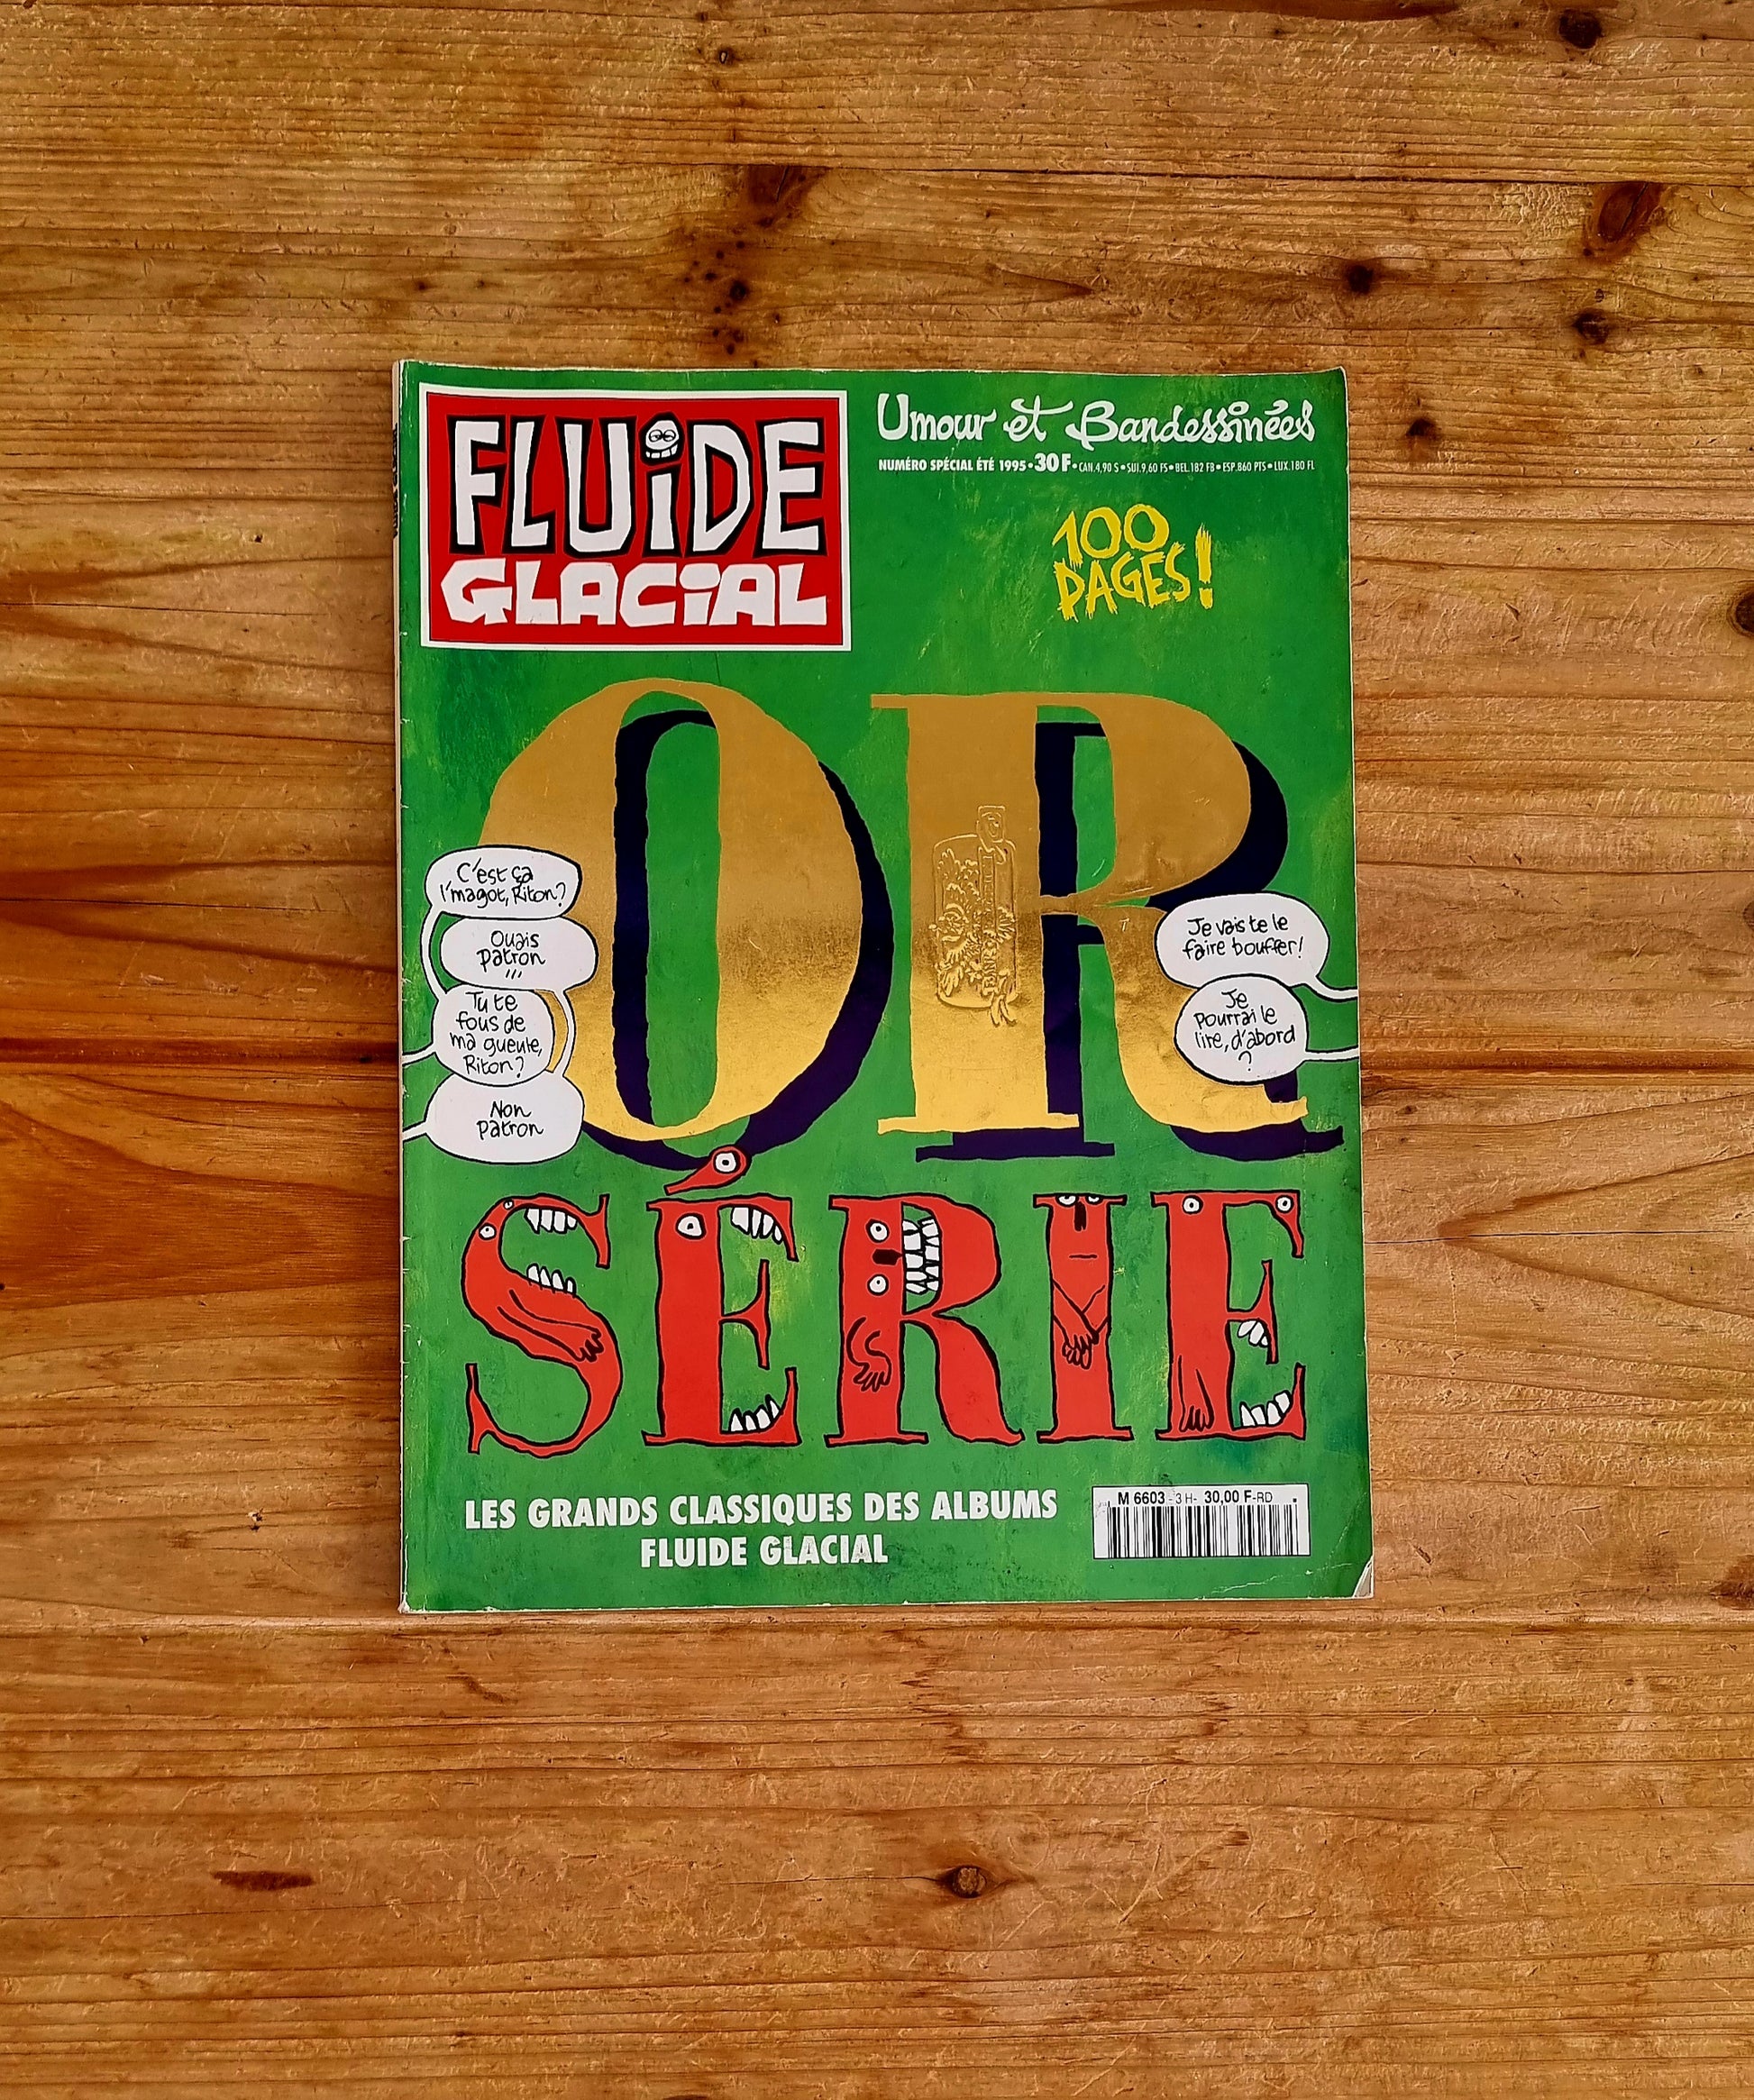 FLUiDE
GLACiAL
Umour et Bandessinées
NUMÉRO SPÉCIAL ÉTÉ 1995 • 30 F • CAN. 4,90 $ • SUI. 9,60 FS • BEL. 182 FB • ESP. 860 PTS • LUX. 180 FL
100
PAGES!
OR
C'est ça
l'magot, Riton?
Ouais
patron
...
Tu te
fous de
ma gueule,
Riton?
Non
patron
Je vais te le
faire bouffer!
Je
pourrai le
lire, d'abord
?
SÉRIE
LES GRANDS CLASSIQUES DES ALBUMS
FLUIDE GLACIAL
M 6603 - 3 H - 30,00 F-RD